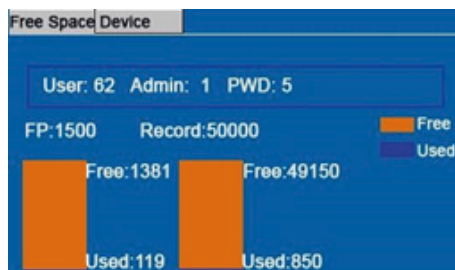 Free Space Device
User: 62 Admin: 1 PWD: 5
FP:1500 Record:50000
Free
Used
Free:1381 Free:49150
Used:119 Used:850